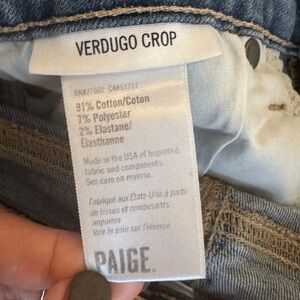 VERDUGO CROP
91% Cotton/Coton
7% Polyester
2% Elastane/
Élasthanne
Made in the USA of imported
fabric and components.
See care on reverse.
Fabriqué aux États-Unis à partir
de tissus et composants
importés
Voir le soin sur l'inverse
PAIGE.